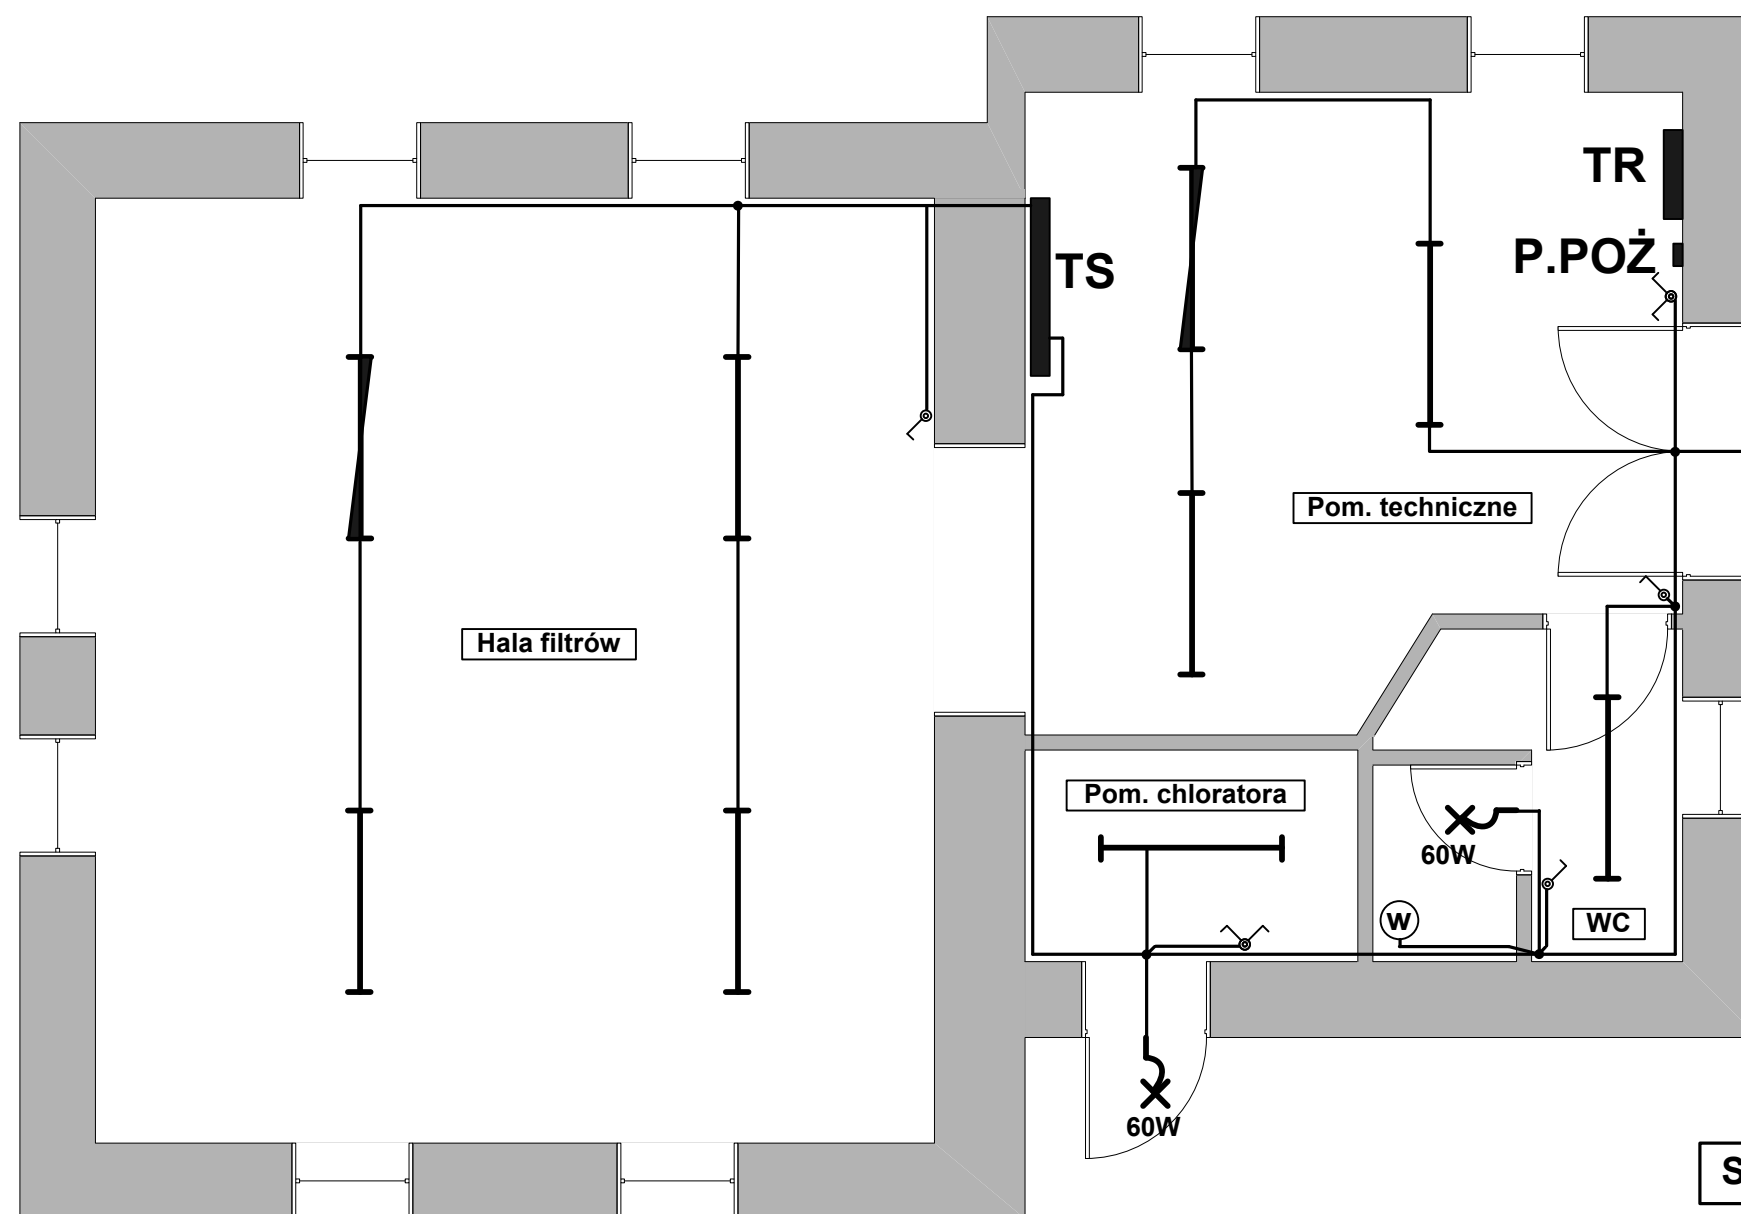 TR
P.POŻ
TS
Pom. techniczne
Hala filtrów
Pom. chloratora
60W
W
WC
60W
S